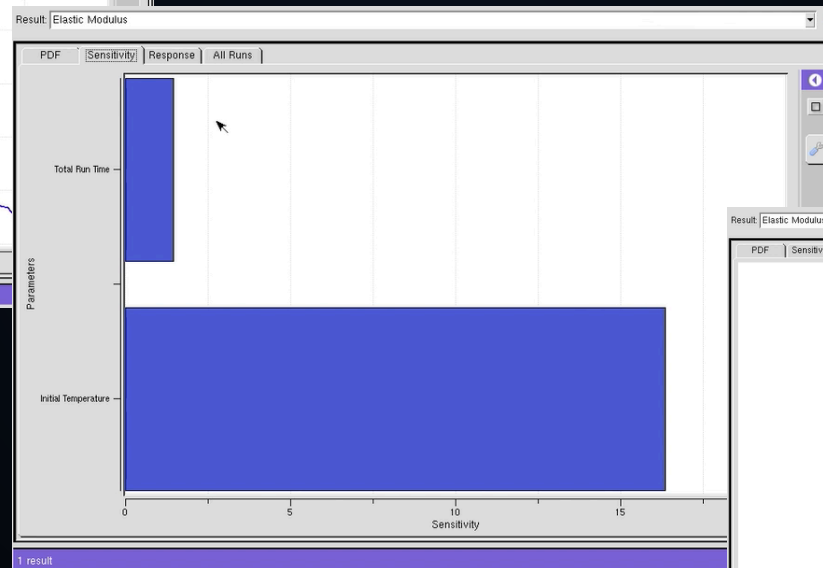 Result: Elastic Modulus
PDF Sensitivity Response All Runs
Total Run Time
Parameters
Initial Temperature
0 5 10 15
Sensitivity
1 result
Result: Elastic Modulus
PDF